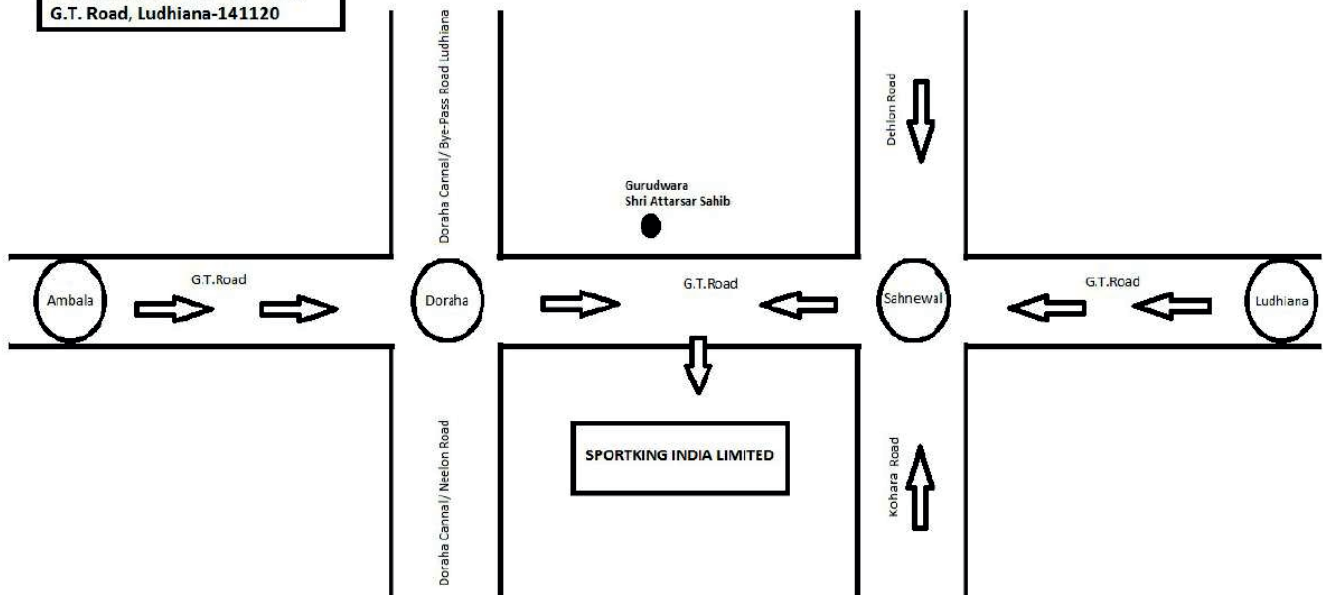 G.T. Road, Ludhiana-141120
Doraha Cannal/ Bye-Pass Road Ludhiana
Dehlon Road
Gurudwara
Shri Attarsar Sahib
Ambala
G.T.Road
Doraha
G.T.Road
Sahnewal
G.T.Road
Ludhiana
Doraha Cannal/ Neelon Road
SPORTKING INDIA LIMITED
Kohara Road